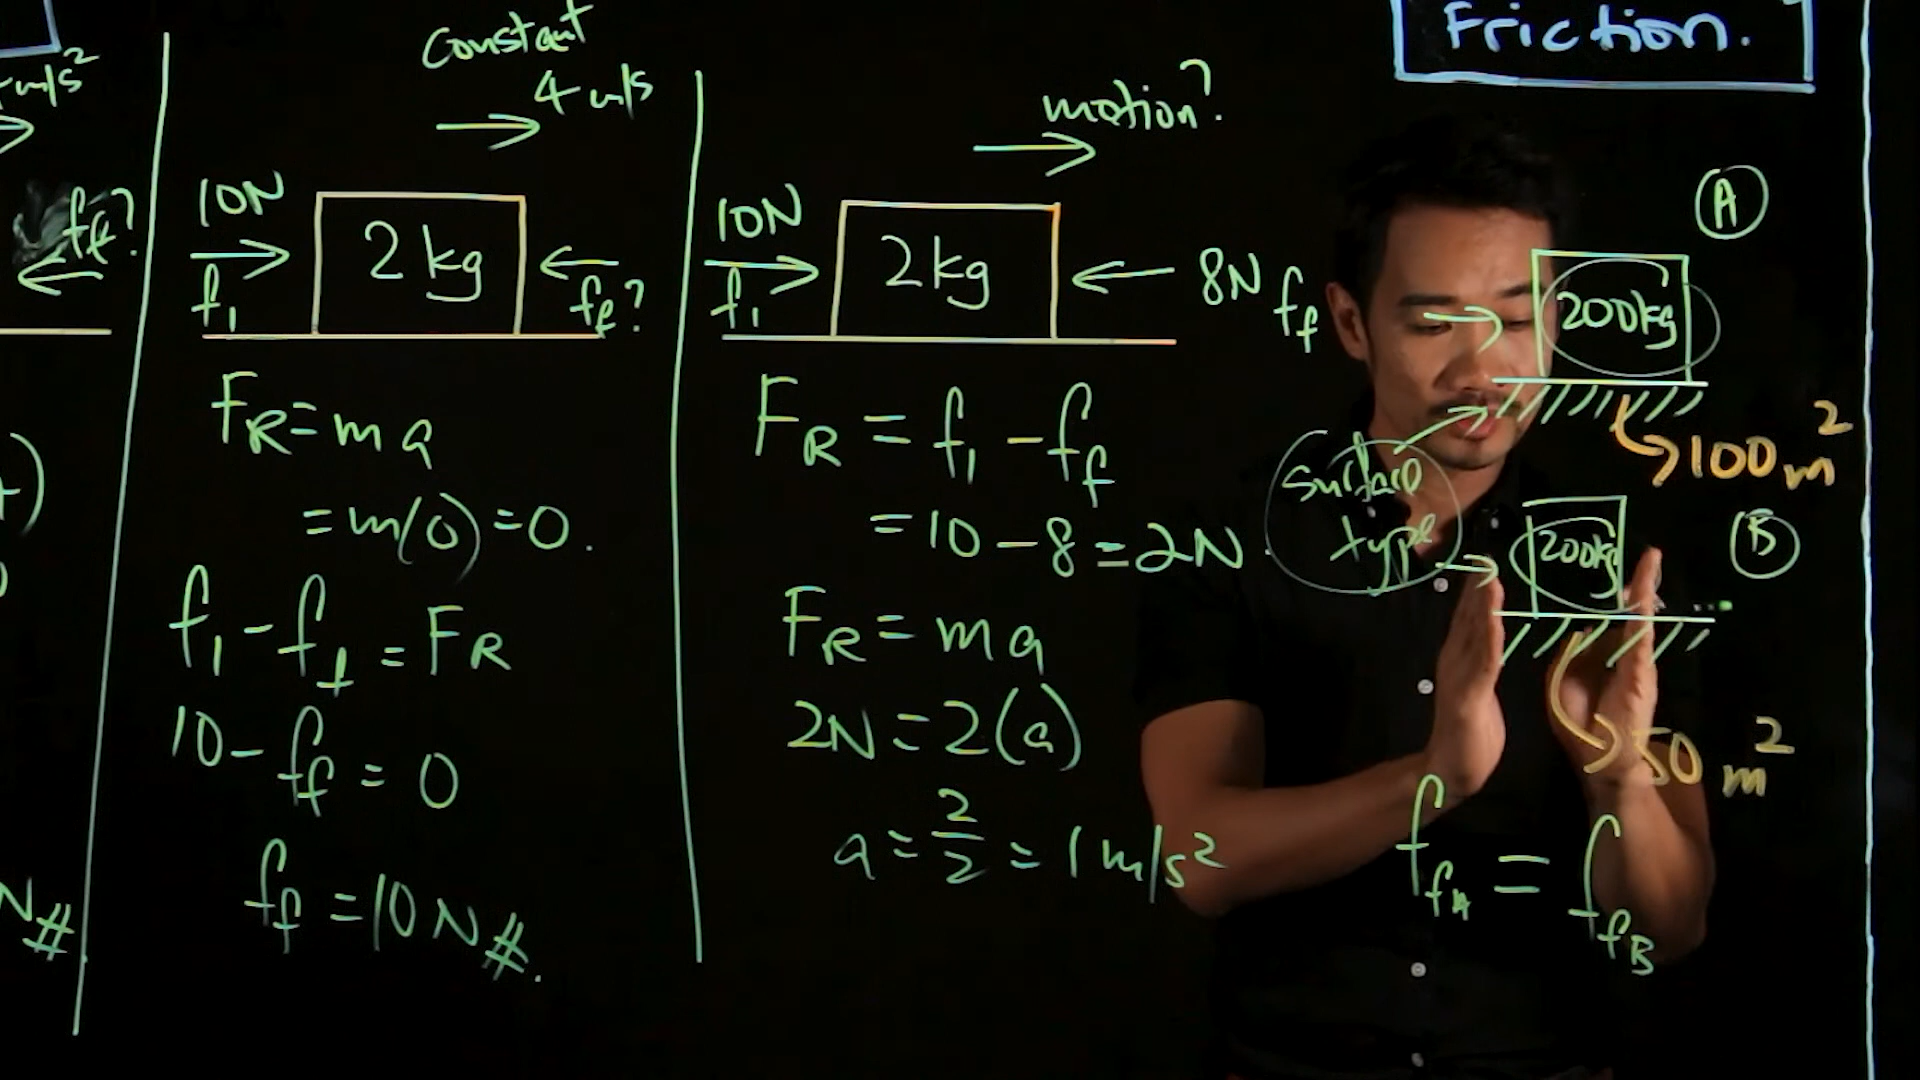 Friction.
m/s²
ff?
N#
Constant
4 m/s
10N
f₁
2 kg
ff?
FR = ma
= m(0) = 0.
f₁ - ff = FR
10 - ff = 0
ff = 10 N #.
motion?
10N
f₁
2 kg
8N ff
FR = f₁ - ff
= 10 - 8 = 2N
FR = ma
2N = 2(a)
a = 2/2 = 1 m/s²
A
200kg
100 m²
surface
type
B
200kg
50 m²
ffA = ffB